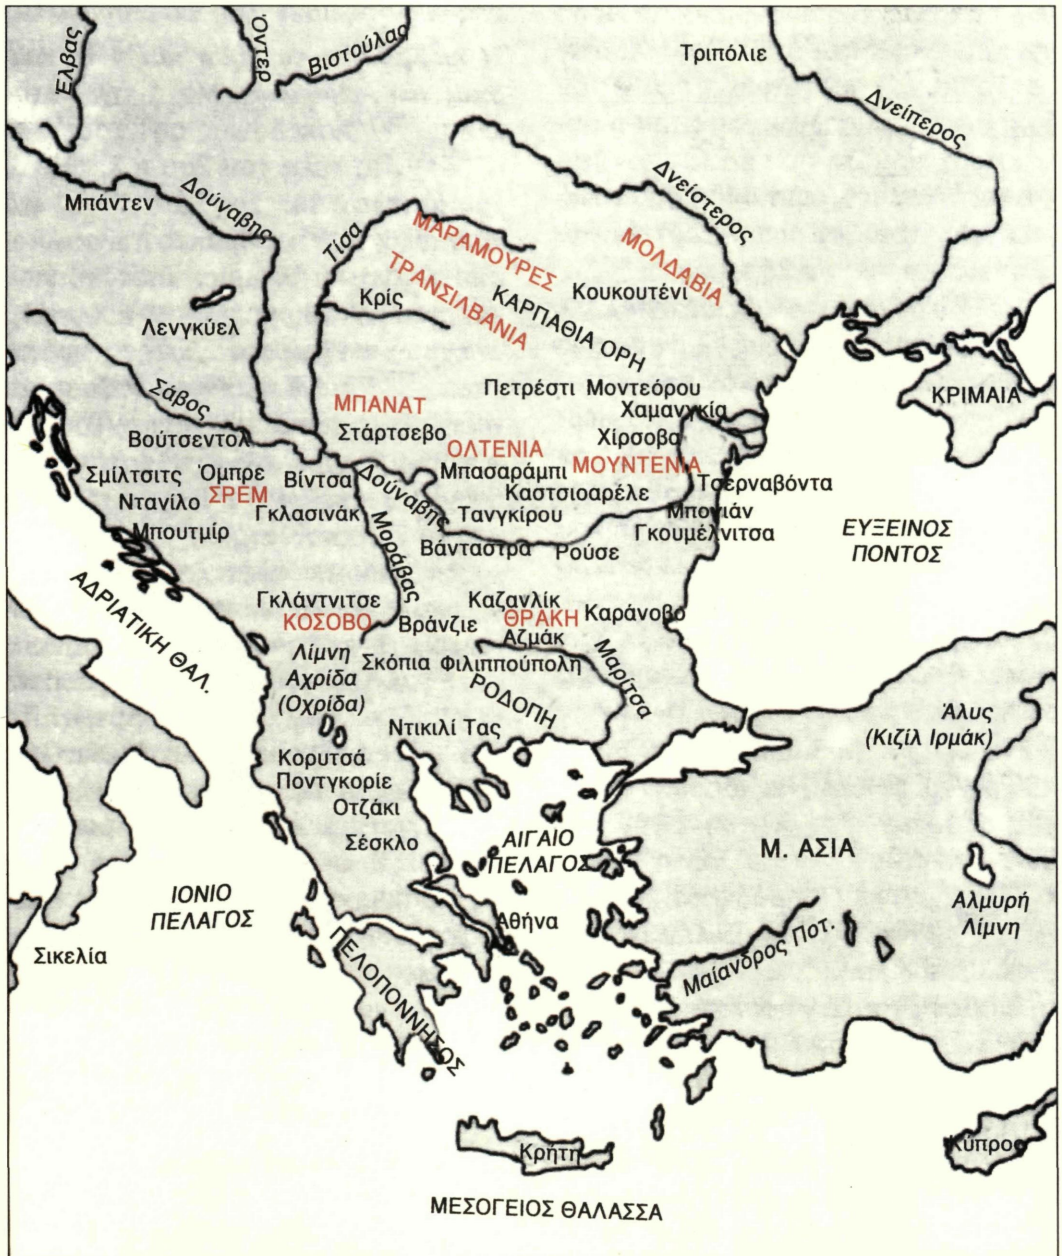 Έλβας
Όντερ
Βιστούλας
Τριπόλιε
Δνείπερος
Δνείστερος
Μπάντεν
Δούναβης
Τίσα
ΜΑΡΑΜΟΥΡΕΣ
ΜΟΛΔΑΒΙΑ
ΤΡΑΝΣΙΛΒΑΝΙΑ
Κρίς
ΚΑΡΠΑΘΙΑ ΟΡΗ
Κουκουτένι
Λενγκύελ
Σάβος
Πετρέστι
Μοντεόρου
ΚΡΙΜΑΙΑ
ΜΠΑΝΑΤ
Χαμανγκία
Βούτσεντολ
Στάρτσεβο
ΟΛΤΕΝΙΑ
Χίρσοβο
Σμίλτσιτς
Όμπρε
Βίντσα
Δούναβης
Μπασαράμπι
ΜΟΥΝΤΕΝΙΑ
Τσερναβόντα
Ντανίλο
ΣΡΕΜ
Καστσιοαρέλε
Γκλασινάκ
Μοράβας
Τανγκίρου
Μπογιάν
Μπουτμίρ
Γκουμέλνιτσα
Βάνταστρα
Ρούσε
ΕΥΞΕΙΝΟΣ
ΠΟΝΤΟΣ
ΑΔΡΙΑΤΙΚΗ ΘΑΛ.
Γκλάντνιτσε
ΚΟΣΟΒΟ
Καζανλίκ
ΘΡΑΚΗ
Καράνοβο
Βράνζιε
Αζμάκ
Λίμνη
Αχρίδα
(Οχρίδα)
Σκόπια
Φιλιππούπολη
Μαρίτσα
ΡΟΔΟΠΗ
Ντικιλί Τας
Άλυς
(Κιζίλ Ιρμάκ)
Κορυτσά
Ποντγκορίε
Οτζάκι
Σέσκλο
ΑΙΓΑΙΟ
ΠΕΛΑΓΟΣ
Μ. ΑΣΙΑ
ΙΟΝΙΟ
ΠΕΛΑΓΟΣ
Αθήνα
Αλμυρή
Λίμνη
Σικελία
Μαίανδρος Ποτ.
ΠΕΛΟΠΟΝΝΗΣΟΣ
Κρήτη
Κύπρος
ΜΕΣΟΓΕΙΟΣ ΘΑΛΑΣΣΑ